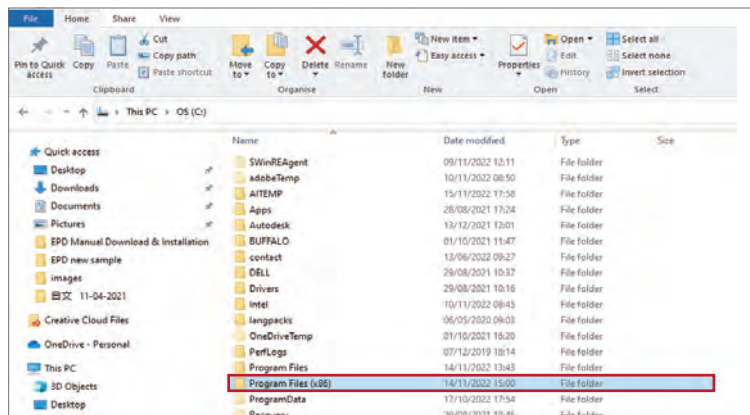 File Home Share View
Pin to Quick access
Copy
Paste
Cut
Copy path
Paste shortcut
Clipboard
Move to
Copy to
Delete
Rename
Organise
New folder
New item
Easy access
New
Properties
Open
Edit
History
Open
Select all
Select none
Invert selection
Select
This PC › OS (C:)
Name Date modified Type Size
Quick access
Desktop
Downloads
Documents
Pictures
EPD Manual Download & Installation
EPD new sample
images
日文 11-04-2021
Creative Cloud Files
OneDrive - Personal
This PC
3D Objects
Desktop
SWinREAgent 09/11/2022 12:11 File folder
adobeTemp 10/11/2022 08:50 File folder
AITEMP 15/11/2022 17:58 File folder
Apps 28/08/2021 17:24 File folder
Autodesk 13/12/2021 12:01 File folder
BUFFALO 01/10/2021 11:47 File folder
contact 13/06/2022 09:27 File folder
DELL 29/08/2021 10:37 File folder
Drivers 29/08/2021 10:16 File folder
Intel 10/11/2022 08:45 File folder
langpacks 06/05/2020 09:03 File folder
OneDriveTemp 01/10/2021 16:20 File folder
PerfLogs 07/12/2019 18:14 File folder
Program Files 14/11/2022 13:43 File folder
Program Files (x86) 14/11/2022 15:00 File folder
ProgramData 17/10/2022 17:54 File folder